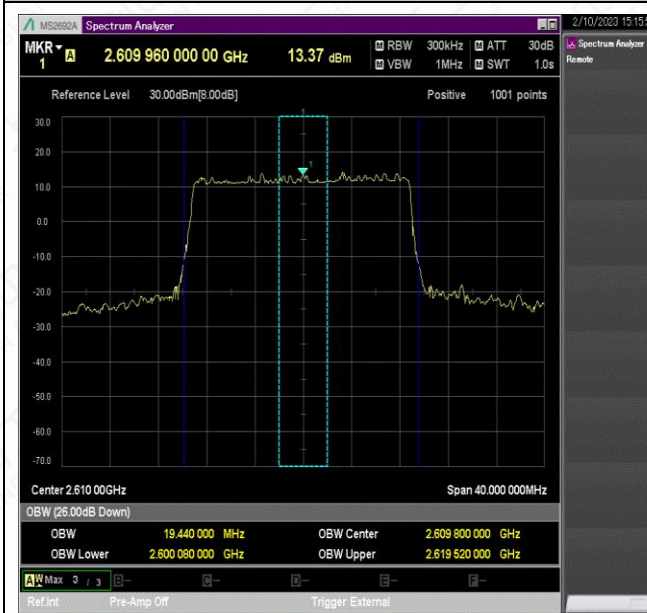 MS2692A Spectrum Analyzer
2/10/2023 15:15:
MKR 1 A 2.609 960 000 00 GHz 13.37 dBm
RBW 300kHz ATT 30dB
VBW 1MHz SWT 1.0s
Spectrum Analyzer
Remote
Reference Level 30.00dBm[8.00dB] Positive 1001 points
30.0
20.0
10.0
0.0
-10.0
-20.0
-30.0
-40.0
-50.0
-60.0
-70.0
1
1
Center 2.610 00GHz Span 40.000 000MHz
OBW (26.00dB Down)
OBW 19.440 000 MHz OBW Center 2.609 800 000 GHz
OBW Lower 2.600 080 000 GHz OBW Upper 2.619 520 000 GHz
A W Max 3 / 3 B- C- D- E- F-
Ref.Int Pre-Amp Off Trigger External